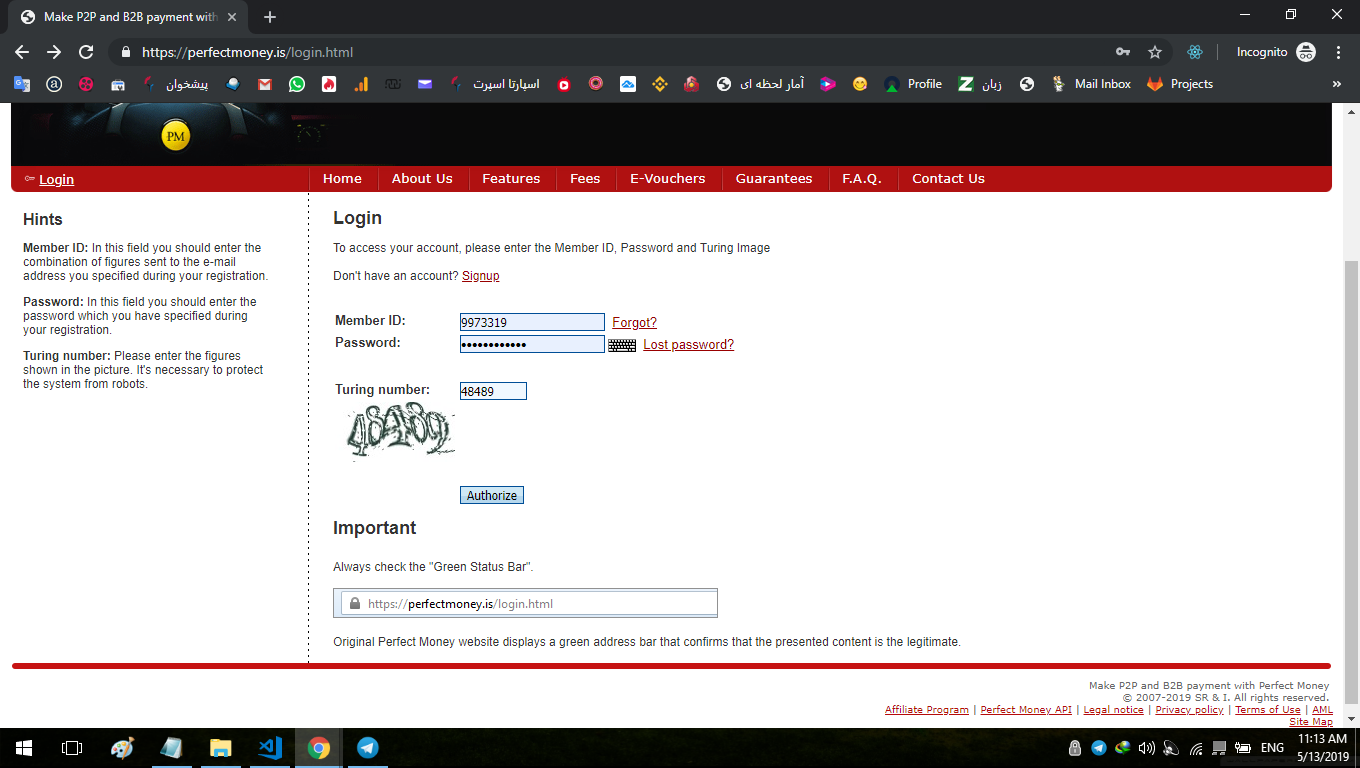 Make P2P and B2B payment with
https://perfectmoney.is/login.html
Incognito
پیشخوان
اسپارتا اسپرت
آمار لحظه ای
Profile
زبان
Mail Inbox
Projects
»
PM
Login
Home
About Us
Features
Fees
E-Vouchers
Guarantees
F.A.Q.
Contact Us
Hints
Member ID: In this field you should enter the
combination of figures sent to the e-mail
address you specified during your registration.
Password: In this field you should enter the
password which you have specified during
your registration.
Turing number: Please enter the figures
shown in the picture. It's necessary to protect
the system from robots.
Login
To access your account, please enter the Member ID, Password and Turing Image
Don't have an account? Signup
Member ID: 9973319 Forgot?
Password: •••••••••••• Lost password?
Turing number: 48489
48489
Authorize
Important
Always check the "Green Status Bar".
https://perfectmoney.is/login.html
Original Perfect Money website displays a green address bar that confirms that the presented content is the legitimate.
Make P2P and B2B payment with Perfect Money
© 2007-2019 SR & I. All rights reserved.
Affiliate Program | Perfect Money API | Legal notice | Privacy policy | Terms of Use | AML
Site Map
ENG
11:13 AM
5/13/2019